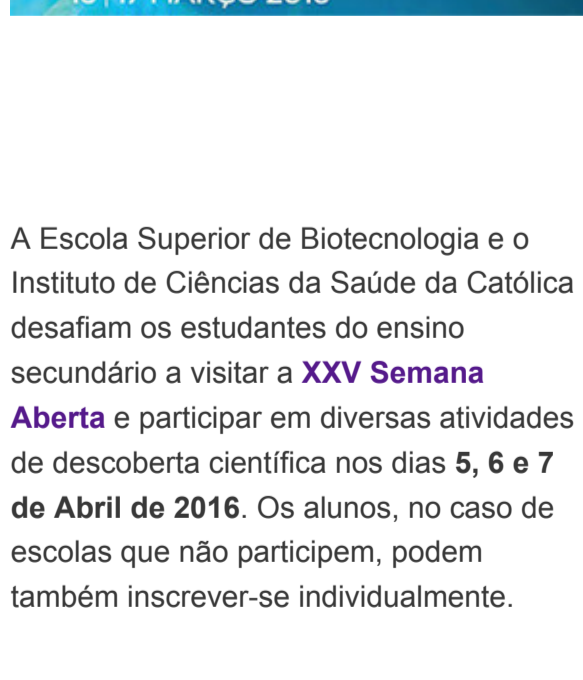 MARÇO
A Escola Superior de Biotecnologia e o
Instituto de Ciências da Saúde da Católica
desafiam os estudantes do ensino
secundário a visitar a XXV Semana
Aberta e participar em diversas atividades
de descoberta científica nos dias 5, 6 e 7
de Abril de 2016. Os alunos, no caso de
escolas que não participem, podem
também inscrever-se individualmente.